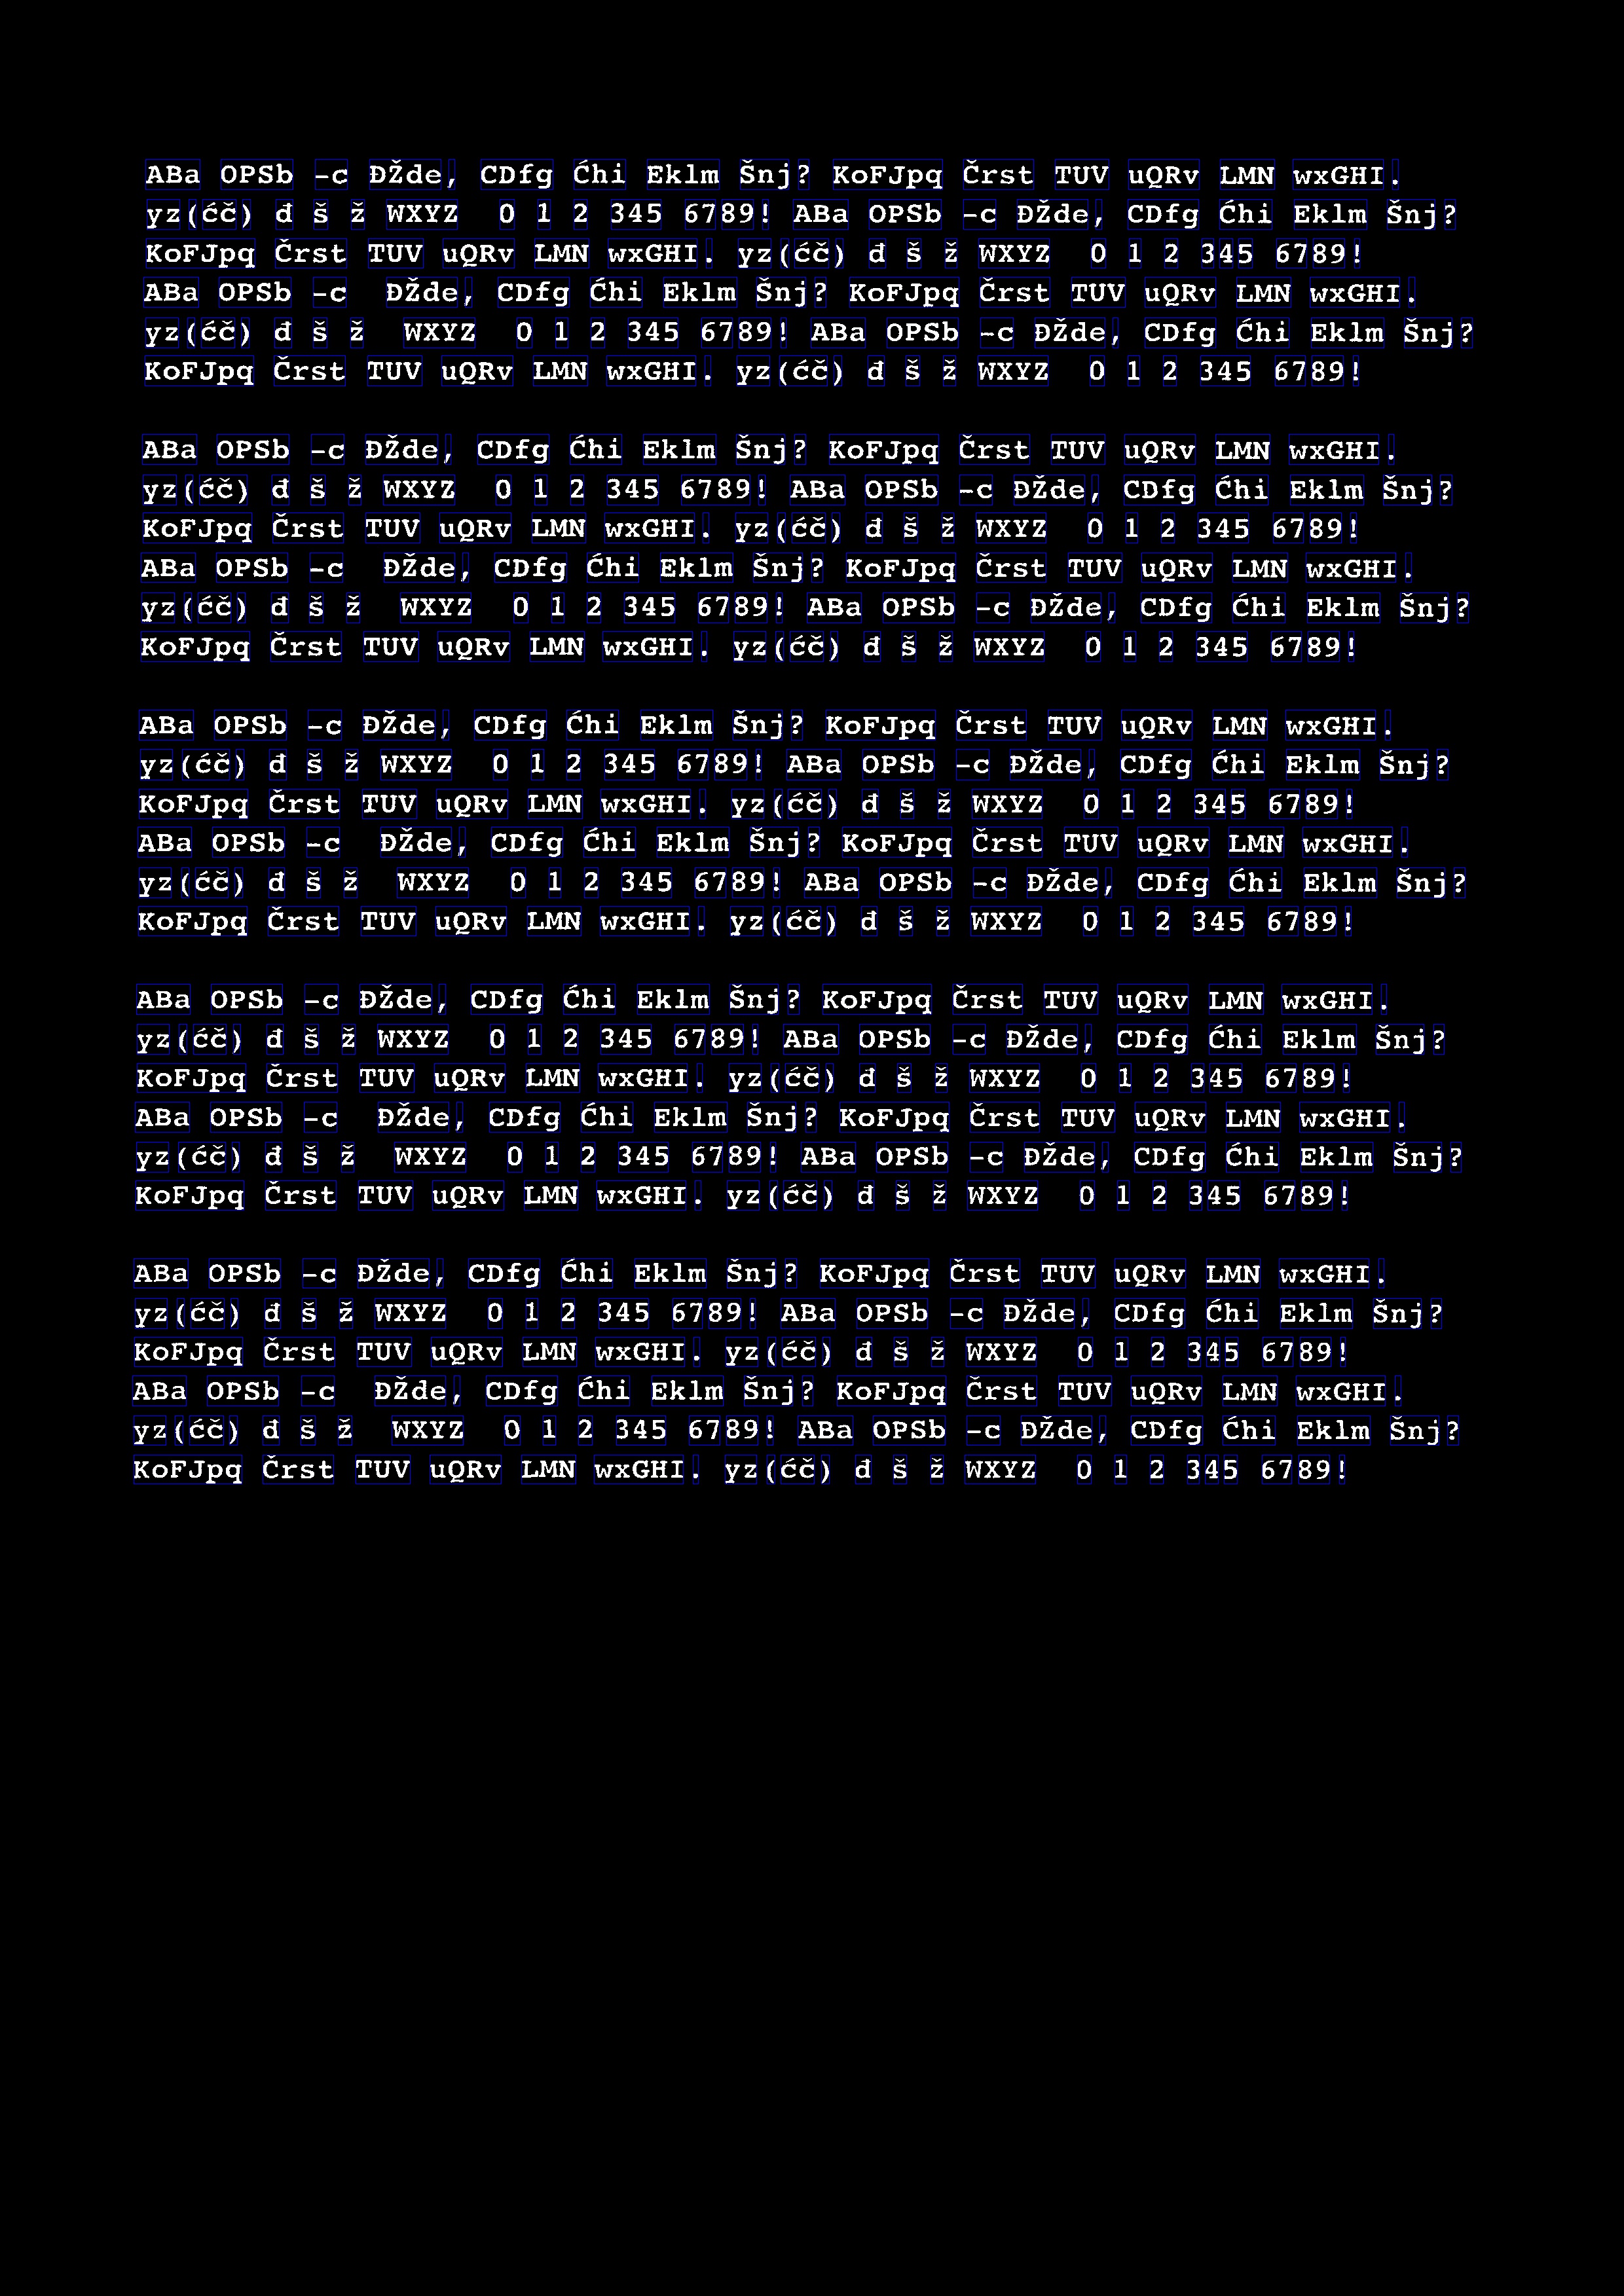 ABa OPSb -c ĐŽde, CDfg Ćhi Eklm Šnj? KoFJpq Črst TUV uQRv LMN wxGHI.
yz(ćč) đ š ž WXYZ  0 1 2 345 6789! ABa OPSb -c ĐŽde, CDfg Ćhi Eklm Šnj?
KoFJpq Črst TUV uQRv LMN wxGHI. yz(ćč) đ š ž WXYZ  0 1 2 345 6789!
ABa OPSb -c  ĐŽde, CDfg Ćhi Eklm Šnj? KoFJpq Črst TUV uQRv LMN wxGHI.
yz(ćč) đ š ž  WXYZ  0 1 2 345 6789! ABa OPSb -c ĐŽde, CDfg Ćhi Eklm Šnj?
KoFJpq Črst TUV uQRv LMN wxGHI. yz(ćč) đ š ž WXYZ  0 1 2 345 6789!

ABa OPSb -c ĐŽde, CDfg Ćhi Eklm Šnj? KoFJpq Črst TUV uQRv LMN wxGHI.
yz(ćč) đ š ž WXYZ  0 1 2 345 6789! ABa OPSb -c ĐŽde, CDfg Ćhi Eklm Šnj?
KoFJpq Črst TUV uQRv LMN wxGHI. yz(ćč) đ š ž WXYZ  0 1 2 345 6789!
ABa OPSb -c  ĐŽde, CDfg Ćhi Eklm Šnj? KoFJpq Črst TUV uQRv LMN wxGHI.
yz(ćč) đ š ž  WXYZ  0 1 2 345 6789! ABa OPSb -c ĐŽde, CDfg Ćhi Eklm Šnj?
KoFJpq Črst TUV uQRv LMN wxGHI. yz(ćč) đ š ž WXYZ  0 1 2 345 6789!

ABa OPSb -c ĐŽde, CDfg Ćhi Eklm Šnj? KoFJpq Črst TUV uQRv LMN wxGHI.
yz(ćč) đ š ž WXYZ  0 1 2 345 6789! ABa OPSb -c ĐŽde, CDfg Ćhi Eklm Šnj?
KoFJpq Črst TUV uQRv LMN wxGHI. yz(ćč) đ š ž WXYZ  0 1 2 345 6789!
ABa OPSb -c  ĐŽde, CDfg Ćhi Eklm Šnj? KoFJpq Črst TUV uQRv LMN wxGHI.
yz(ćč) đ š ž  WXYZ  0 1 2 345 6789! ABa OPSb -c ĐŽde, CDfg Ćhi Eklm Šnj?
KoFJpq Črst TUV uQRv LMN wxGHI. yz(ćč) đ š ž WXYZ  0 1 2 345 6789!

ABa OPSb -c ĐŽde, CDfg Ćhi Eklm Šnj? KoFJpq Črst TUV uQRv LMN wxGHI.
yz(ćč) đ š ž WXYZ  0 1 2 345 6789! ABa OPSb -c ĐŽde, CDfg Ćhi Eklm Šnj?
KoFJpq Črst TUV uQRv LMN wxGHI. yz(ćč) đ š ž WXYZ  0 1 2 345 6789!
ABa OPSb -c  ĐŽde, CDfg Ćhi Eklm Šnj? KoFJpq Črst TUV uQRv LMN wxGHI.
yz(ćč) đ š ž  WXYZ  0 1 2 345 6789! ABa OPSb -c ĐŽde, CDfg Ćhi Eklm Šnj?
KoFJpq Črst TUV uQRv LMN wxGHI. yz(ćč) đ š ž WXYZ  0 1 2 345 6789!

ABa OPSb -c ĐŽde, CDfg Ćhi Eklm Šnj? KoFJpq Črst TUV uQRv LMN wxGHI.
yz(ćč) đ š ž WXYZ  0 1 2 345 6789! ABa OPSb -c ĐŽde, CDfg Ćhi Eklm Šnj?
KoFJpq Črst TUV uQRv LMN wxGHI. yz(ćč) đ š ž WXYZ  0 1 2 345 6789!
ABa OPSb -c  ĐŽde, CDfg Ćhi Eklm Šnj? KoFJpq Črst TUV uQRv LMN wxGHI.
yz(ćč) đ š ž  WXYZ  0 1 2 345 6789! ABa OPSb -c ĐŽde, CDfg Ćhi Eklm Šnj?
KoFJpq Črst TUV uQRv LMN wxGHI. yz(ćč) đ š ž WXYZ  0 1 2 345 6789!